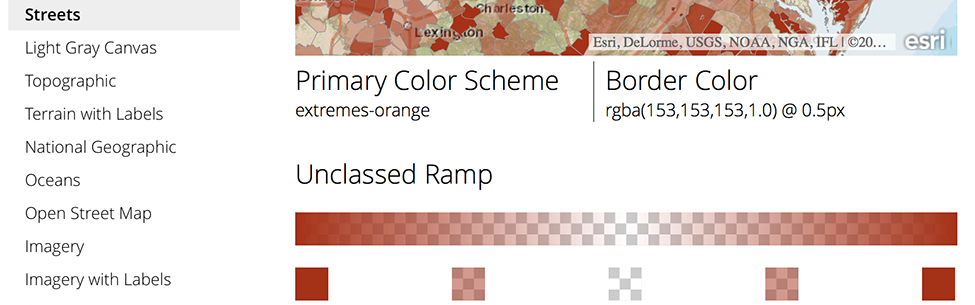 Streets
Light Gray Canvas
Topographic
Terrain with Labels
National Geographic
Oceans
Open Street Map
Imagery
Imagery with Labels
Charleston
Lexington
Esri, DeLorme, USGS, NOAA, NGA, IFL | ©20...
esri
Primary Color Scheme
extremes-orange
Border Color
rgba(153,153,153,1.0) @ 0.5px
Unclassed Ramp